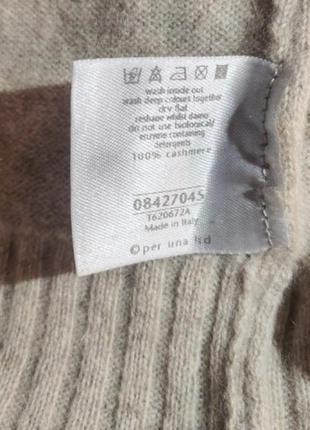 wash inside out
wash deep colours together
dry flat
reshape whilst damp
do not use biological/
enzyme containing
detergents
100% cashmere
08427045
T620672A
Made in Italy
© per una ltd